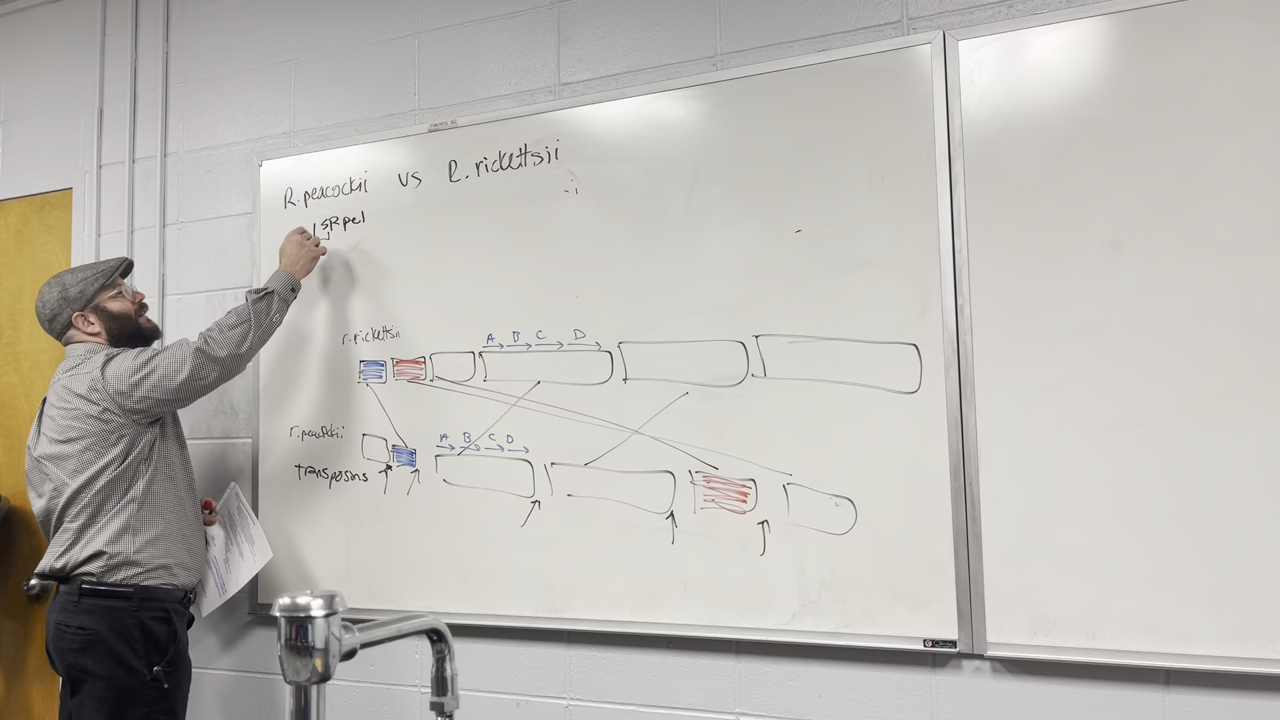 R.peacockii vs R.rickettsii
ISRpe1
r.rickettsii
A B C D
r.peacockii
A B C D
transposons